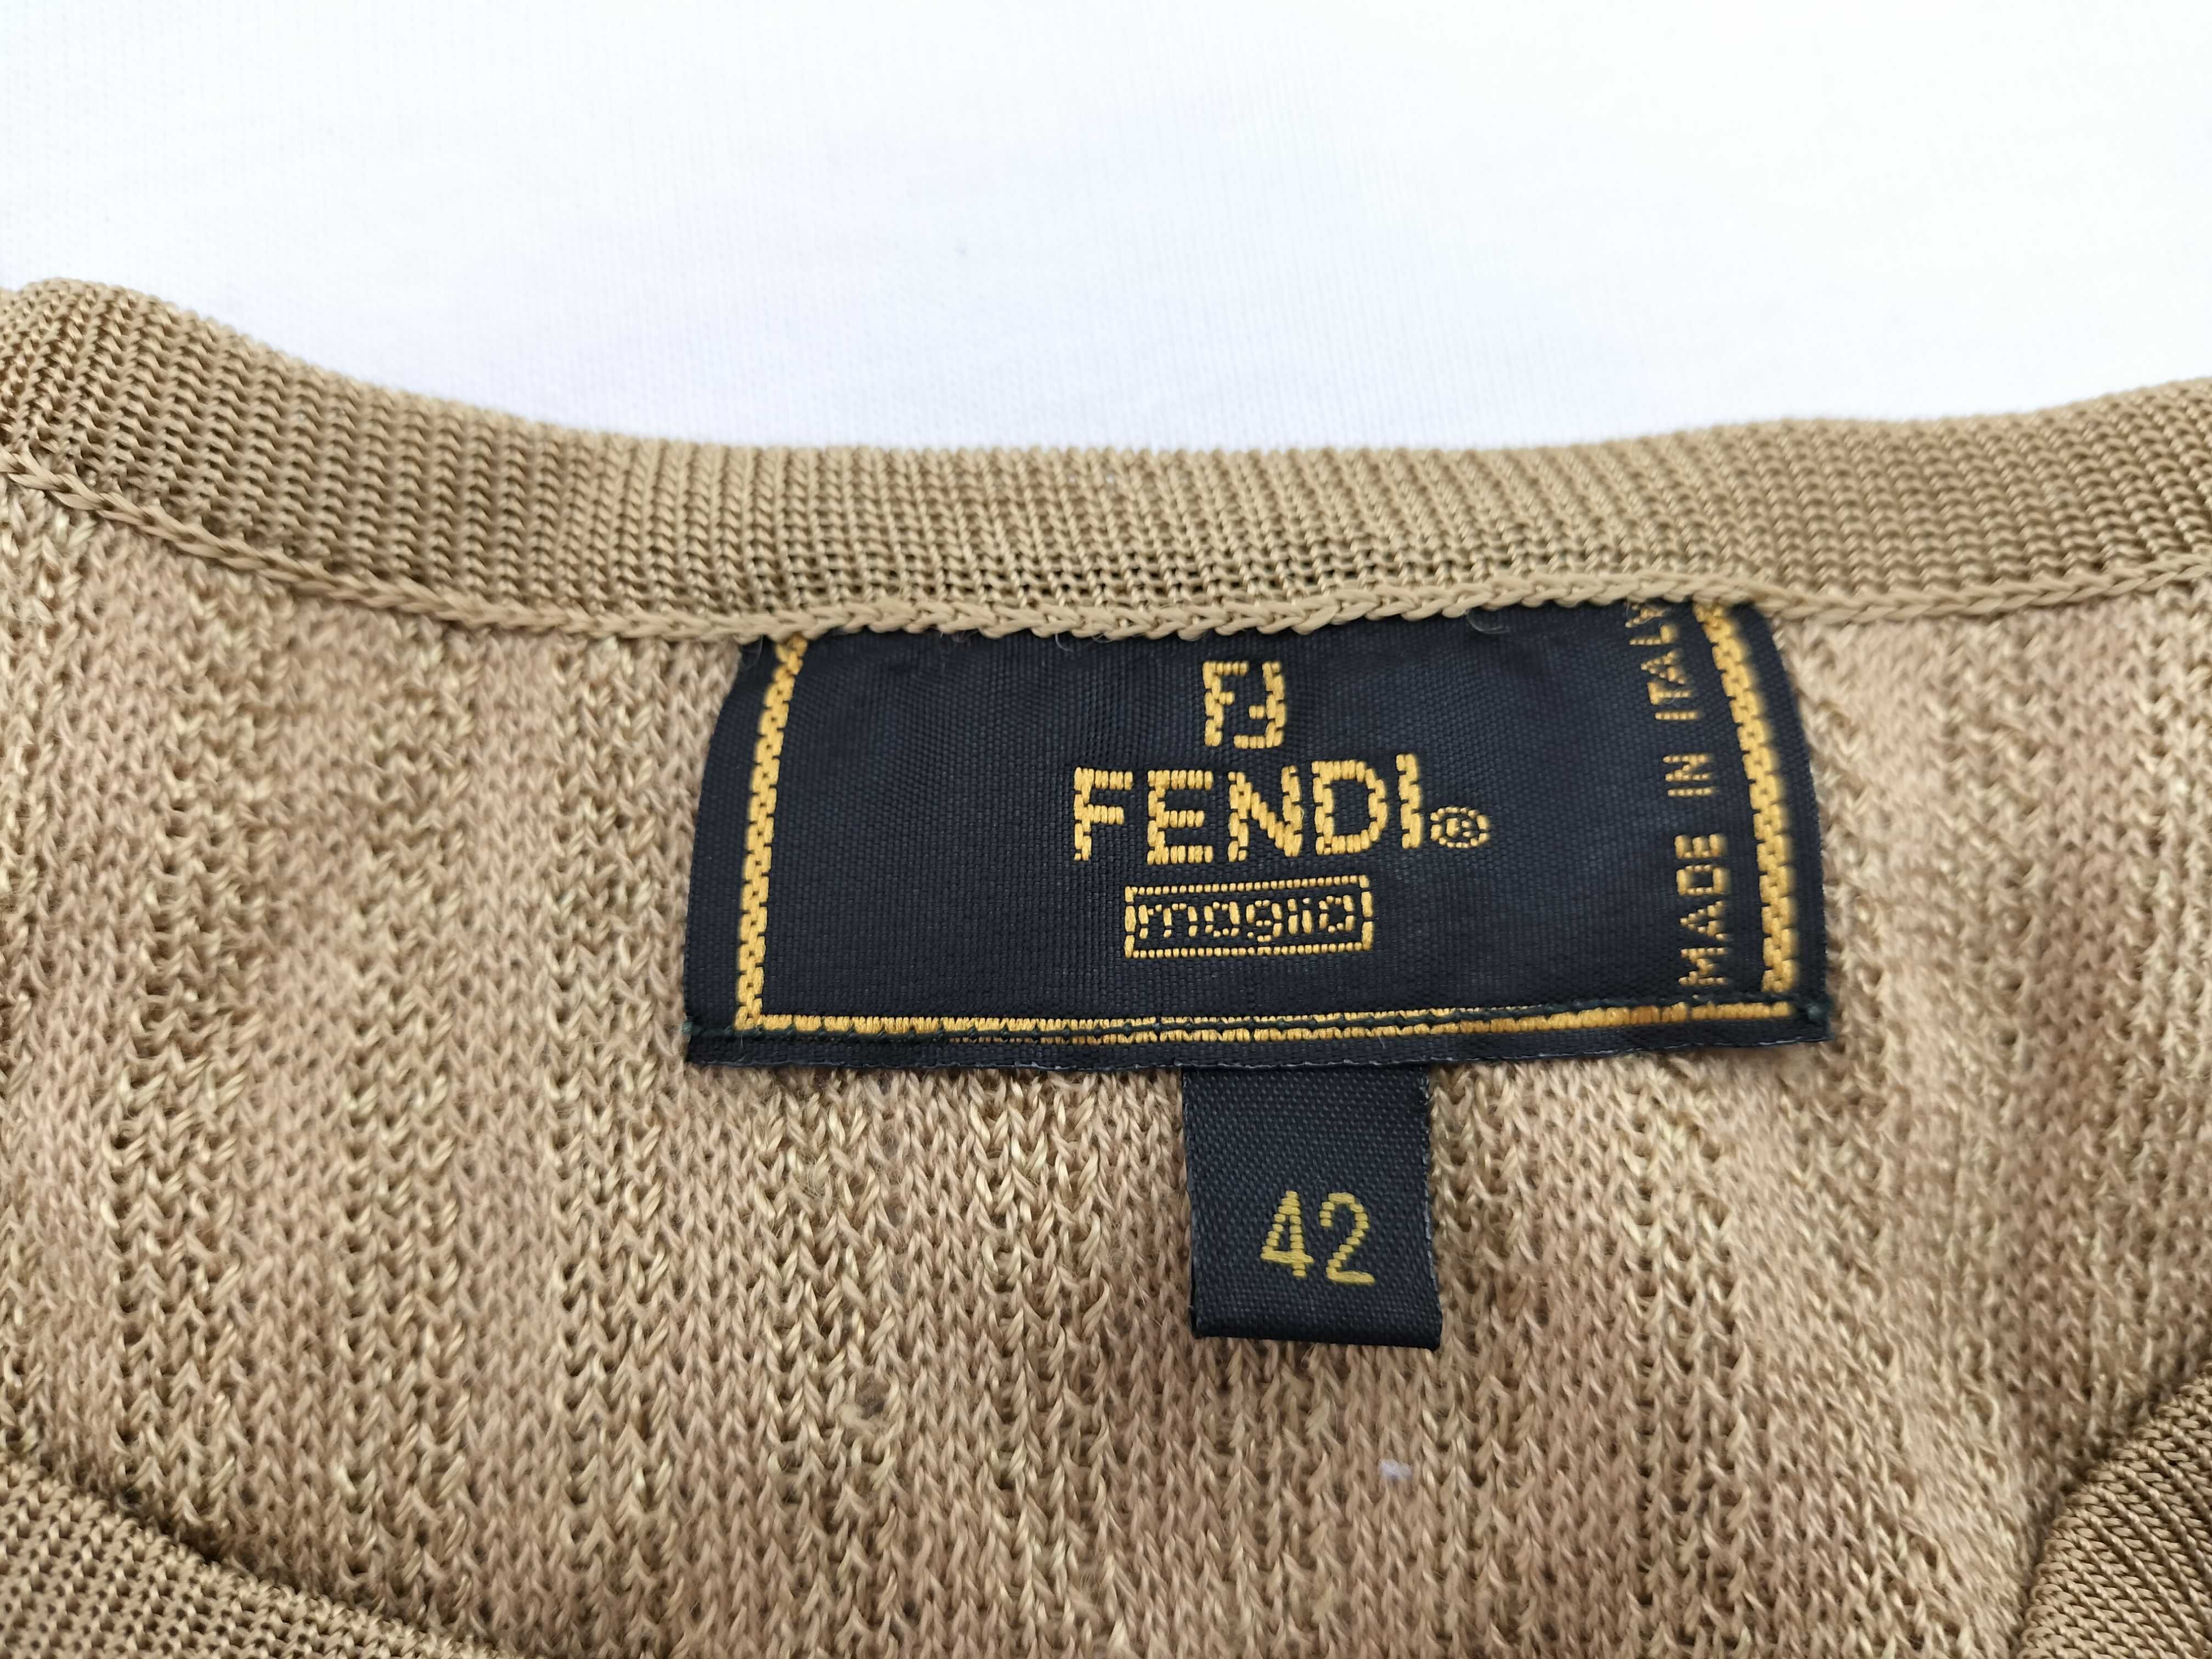 FF
FENDI®
maglia
MADE IN ITALY
42